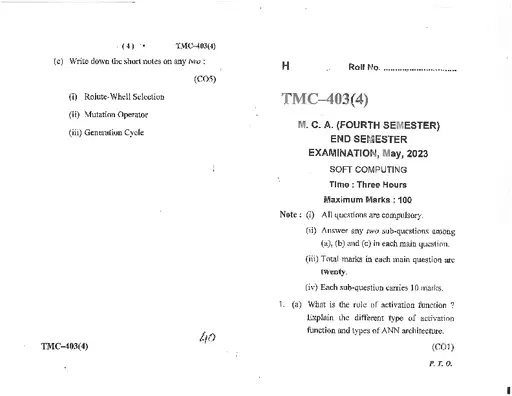 ( 4 )
TMC–403(4)
(c) Write down the short notes on any two :
(CO5)
(i) Rolute-Whell Selection
(ii) Mutation Operator
(iii) Generation Cycle
40
TMC–403(4)
H Roll No. ..............................
TMC–403(4)
M. C. A. (FOURTH SEMESTER)
END SEMESTER
EXAMINATION, May, 2023
SOFT COMPUTING
Time : Three Hours
Maximum Marks : 100
Note : (i) All questions are compulsory.
(ii) Answer any two sub-questions among
(a), (b) and (c) in each main question.
(iii) Total marks in each main question are
twenty.
(iv) Each sub-question carries 10 marks.
1. (a) What is the role of activation function ?
Explain the different type of activation
function and types of ANN architecture.
(CO1)
P. T. O.